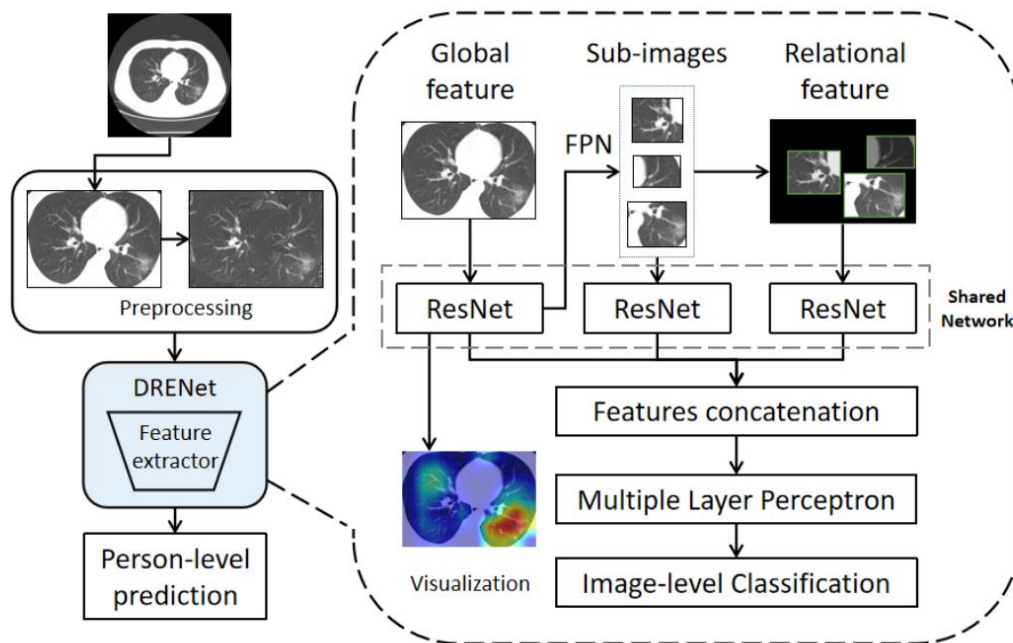 Preprocessing
DRENet
Feature
extractor
Person-level
prediction
Global
feature
Sub-images
Relational
feature
FPN
ResNet
ResNet
ResNet
Shared
Network
Features concatenation
Multiple Layer Perceptron
Image-level Classification
Visualization